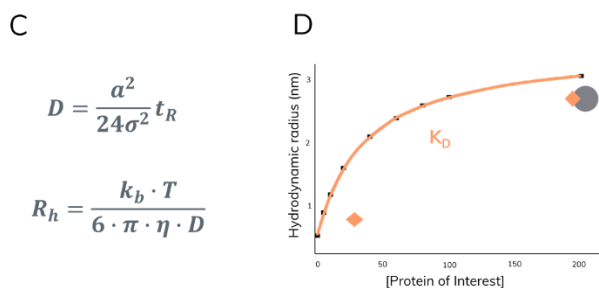 C
D = a² / 24σ² t_R
R_h = k_b · T / 6 · π · η · D
D
Hydrodynamic radius (nm)
3
2
1
K_D
0
50
100
150
200
[Protein of Interest]